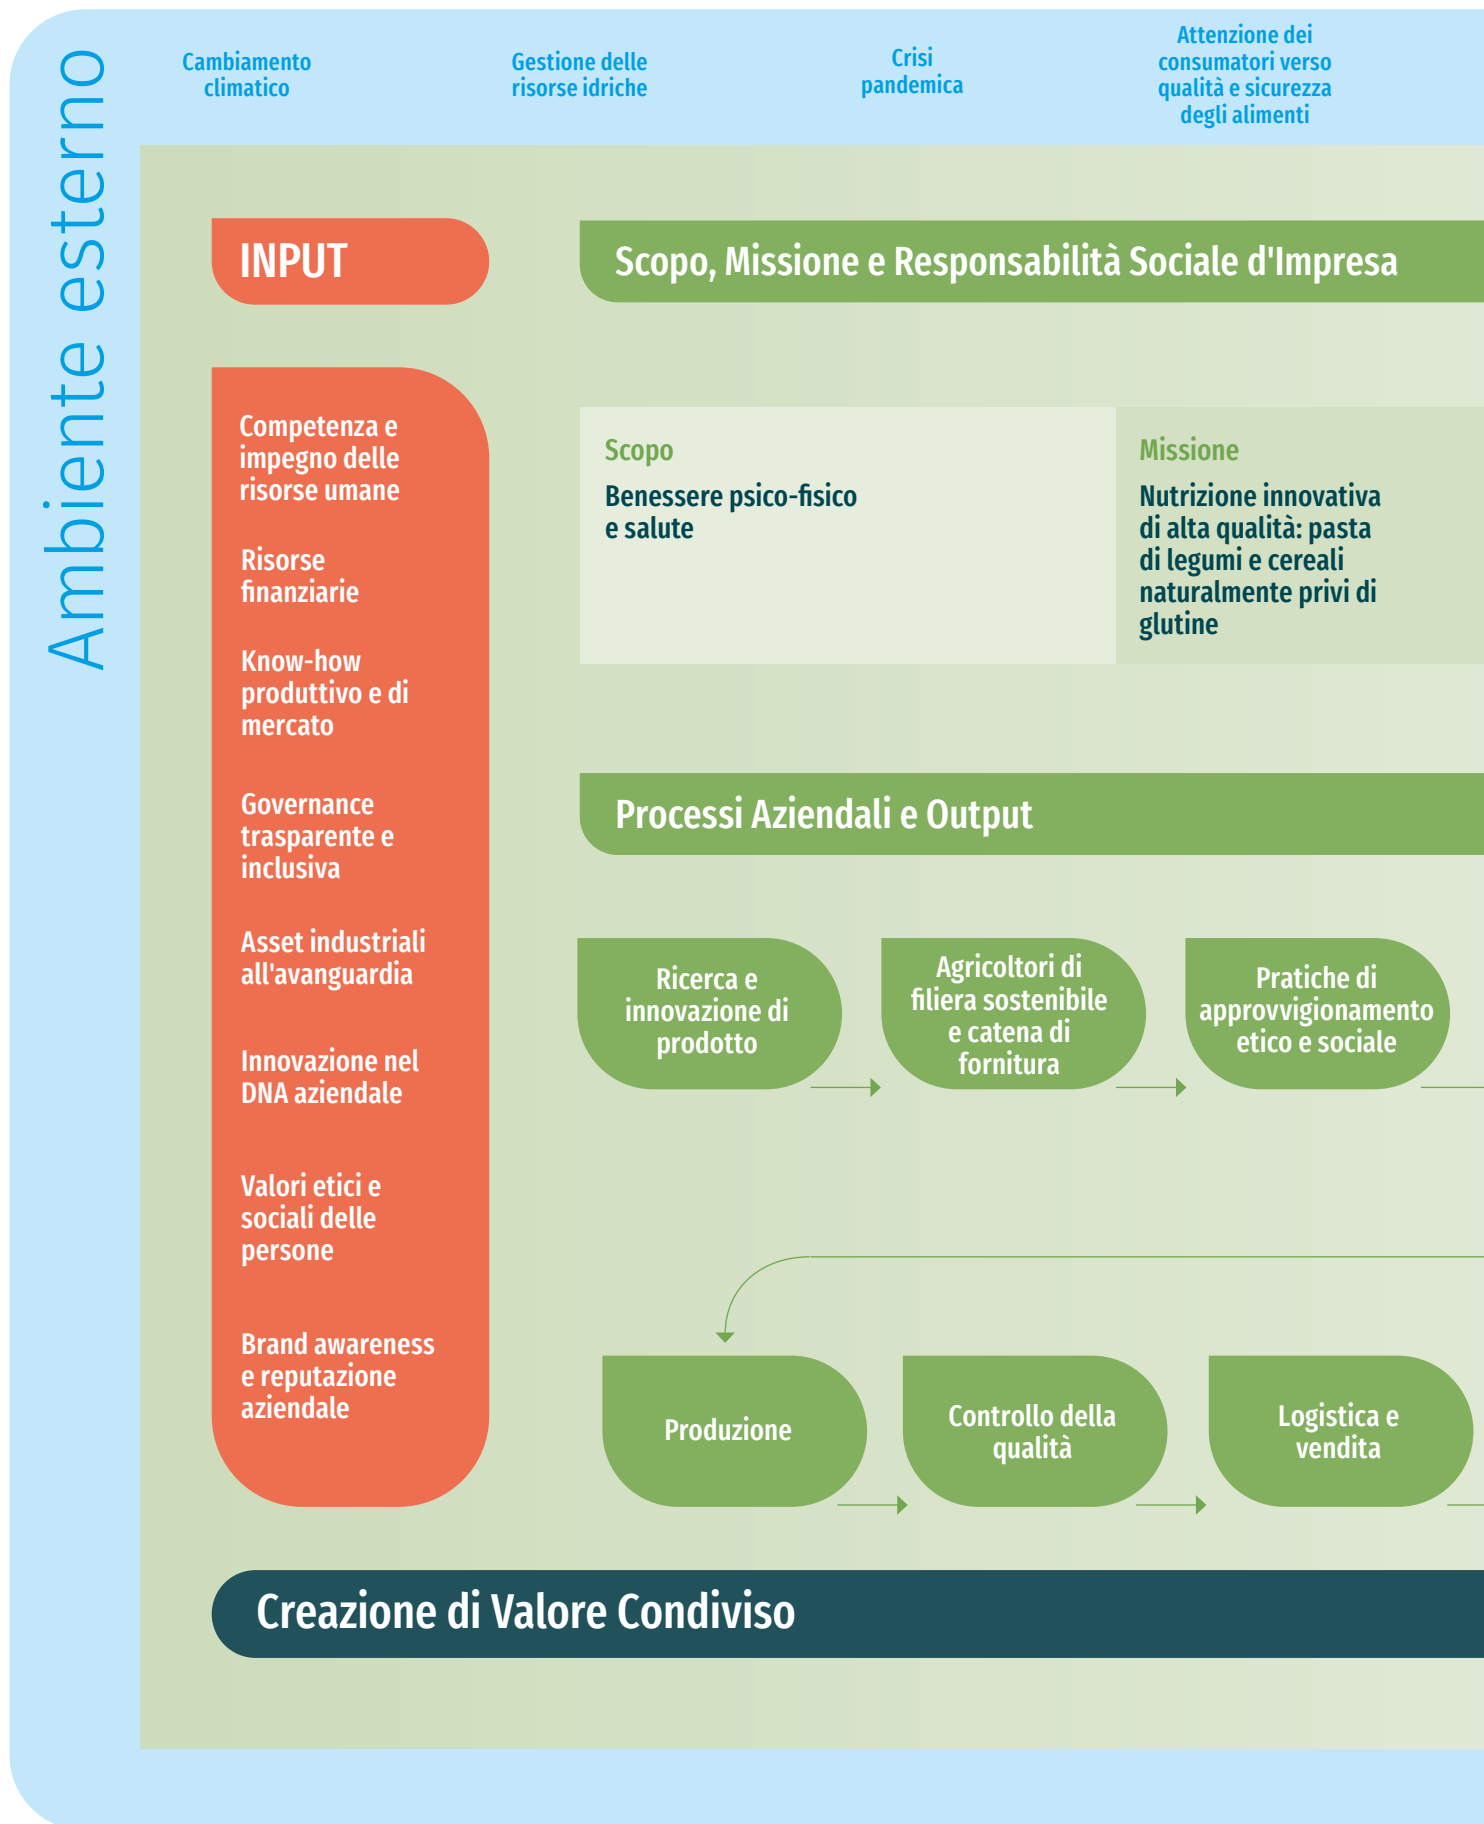 Ambiente esterno
Cambiamento
climatico
Gestione delle
risorse idriche
Crisi
pandemica
Attenzione dei
consumatori verso
qualità e sicurezza
degli alimenti
INPUT
Competenza e
impegno delle
risorse umane
Risorse
finanziarie
Know-how
produttivo e di
mercato
Governance
trasparente e
inclusiva
Asset industriali
all'avanguardia
Innovazione nel
DNA aziendale
Valori etici e
sociali delle
persone
Brand awareness
e reputazione
aziendale
Scopo, Missione e Responsabilità Sociale d'Impresa
Scopo
Benessere psico-fisico
e salute
Missione
Nutrizione innovativa
di alta qualità: pasta
di legumi e cereali
naturalmente privi di
glutine
Processi Aziendali e Output
Ricerca e
innovazione di
prodotto
Agricoltori di
filiera sostenibile
e catena di
fornitura
Pratiche di
approvvigionamento
etico e sociale
Produzione
Controllo della
qualità
Logistica e
vendita
Creazione di Valore Condiviso